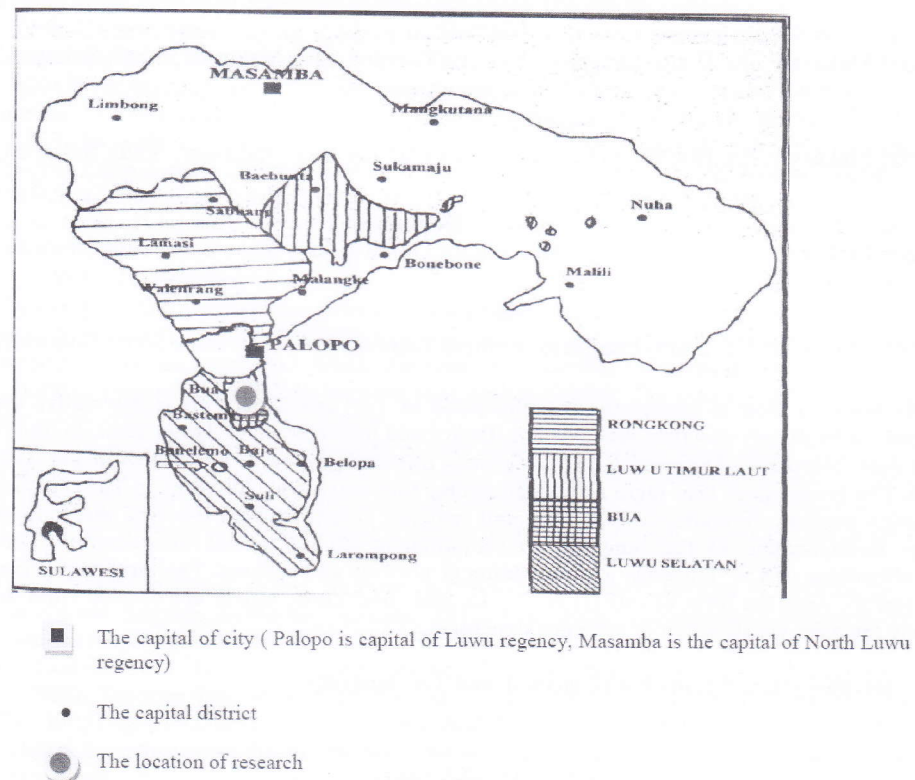 MASAMBA
Limbong
Mangkutana
Sukamaju
Baebunta
Sabbang
Nuha
Lamasi
Bonebone
Malili
Malangke
Walenrang
PALOPO
Bua
Bastem
Banelemo
Bajo
Belopa
Suli
Larompong
SULAWESI
RONGKONG
LUWU TIMUR LAUT
BUA
LUWU SELATAN
The capital of city ( Palopo is capital of Luwu regency, Masamba is the capital of North Luwu
regency)
The capital district
The location of research